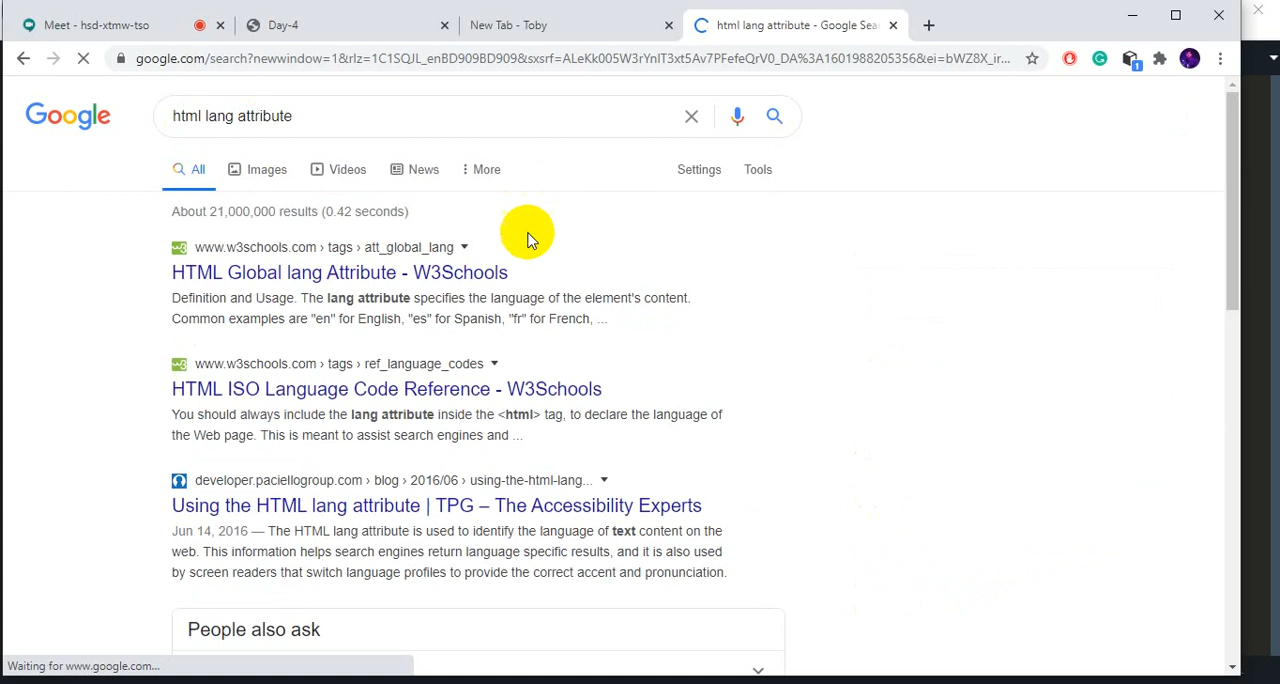 Meet - hsd-xtmw-tso
Day-4
New Tab - Toby
html lang attribute - Google Sea
google.com/search?newwindow=1&rlz=1C1SQJL_enBD909BD909&sxsrf=ALeKk005W3rYnIT3xt5Av7PFefeQrV0_DA%3A1601988205356&ei=bWZ8X_ir...
1
Google
html lang attribute
All
Images
Videos
News
More
Settings
Tools
About 21,000,000 results (0.42 seconds)
www.w3schools.com › tags › att_global_lang
HTML Global lang Attribute - W3Schools
Definition and Usage. The lang attribute specifies the language of the element's content.
Common examples are "en" for English, "es" for Spanish, "fr" for French, ...
www.w3schools.com › tags › ref_language_codes
HTML ISO Language Code Reference - W3Schools
You should always include the lang attribute inside the <html> tag, to declare the language of
the Web page. This is meant to assist search engines and ...
developer.paciellogroup.com › blog › 2016/06 › using-the-html-lang...
Using the HTML lang attribute | TPG – The Accessibility Experts
Jun 14, 2016 — The HTML lang attribute is used to identify the language of text content on the
web. This information helps search engines return language specific results, and it is also used
by screen readers that switch language profiles to provide the correct accent and pronunciation.
People also ask
Waiting for www.google.com...